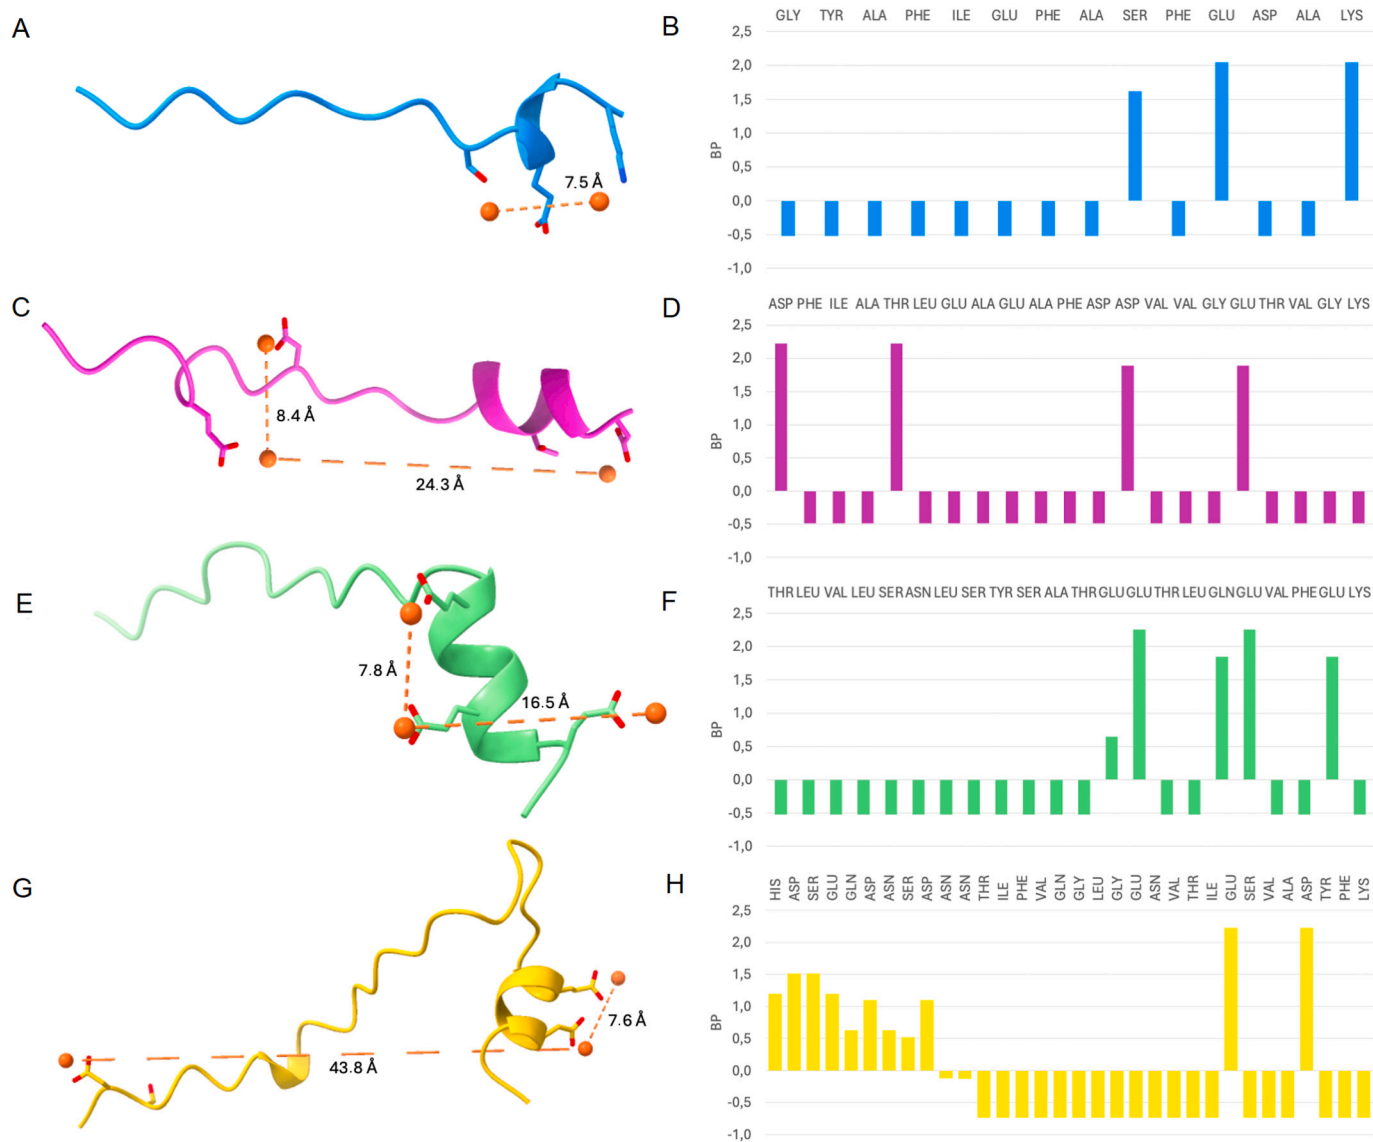 A
7.5 Å
B
GLY TYR ALA PHE ILE GLU PHE ALA SER PHE GLU ASP ALA LYS
2,5
2,0
1,5
1,0
0,5
0,0
-0,5
-1,0
BP
C
8.4 Å
24.3 Å
D
ASP PHE ILE ALA THR LEU GLU ALA GLU ALA PHE ASP ASP VAL VAL GLY GLU THR VAL GLY LYS
2,5
2,0
1,5
1,0
0,5
0,0
-0,5
-1,0
BP
E
7.8 Å
16.5 Å
F
THR LEU VAL LEU SER ASN LEU SER TYR SER ALA THR GLU GLU THR LEU GLN GLU VAL PHE GLU LYS
2,5
2,0
1,5
1,0
0,5
0,0
-0,5
-1,0
BP
G
7.6 Å
43.8 Å
H
HIS ASP SER GLU GLN ASP ASN SER ASP ASN ASN THR ILE PHE VAL GLN GLY LEU GLY GLU ASN VAL THR ILE GLU SER VAL ALA ASP TYR PHE LYS
2,5
2,0
1,5
1,0
0,5
0,0
-0,5
-1,0
BP